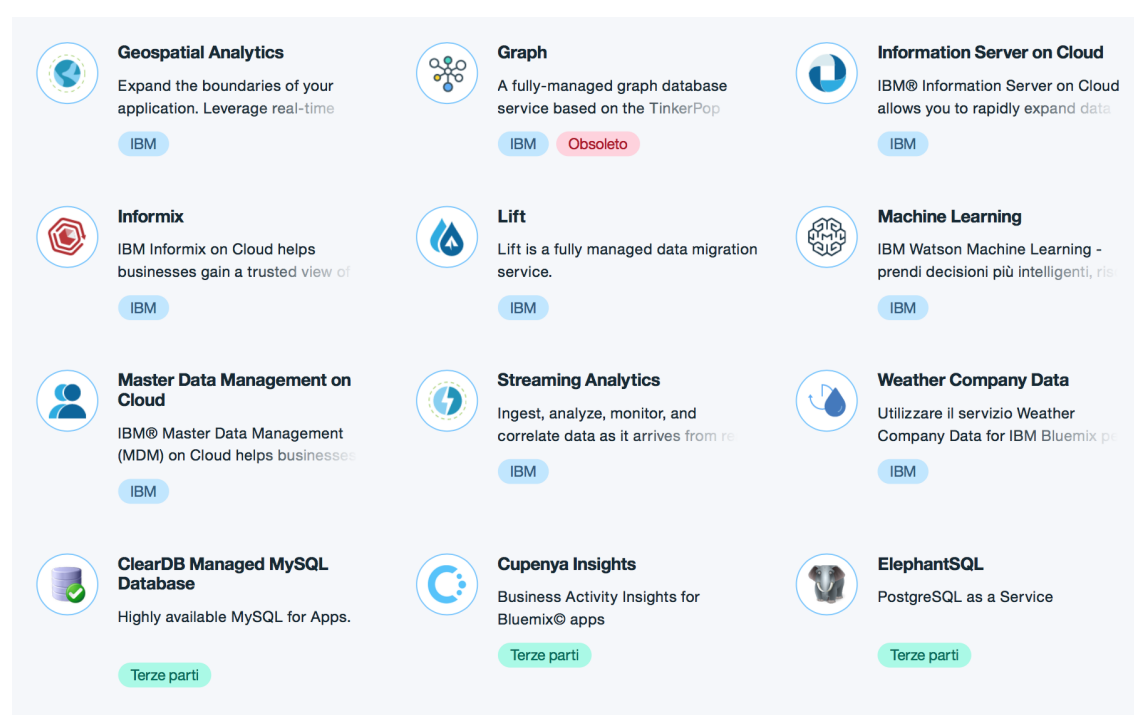 Geospatial Analytics
Expand the boundaries of your
application. Leverage real-time
IBM
Graph
A fully-managed graph database
service based on the TinkerPop
IBM Obsoleto
Information Server on Cloud
IBM® Information Server on Cloud
allows you to rapidly expand data
IBM
Informix
IBM Informix on Cloud helps
businesses gain a trusted view of
IBM
Lift
Lift is a fully managed data migration
service.
IBM
Machine Learning
IBM Watson Machine Learning -
prendi decisioni più intelligenti,
IBM
Master Data Management on
Cloud
IBM® Master Data Management
(MDM) on Cloud helps businesses
IBM
Streaming Analytics
Ingest, analyze, monitor, and
correlate data as it arrives from
IBM
Weather Company Data
Utilizzare il servizio Weather
Company Data for IBM Bluemix
IBM
ClearDB Managed MySQL
Database
Highly available MySQL for Apps.
Terze parti
Cupenya Insights
Business Activity Insights for
Bluemix© apps
Terze parti
ElephantSQL
PostgreSQL as a Service
Terze parti